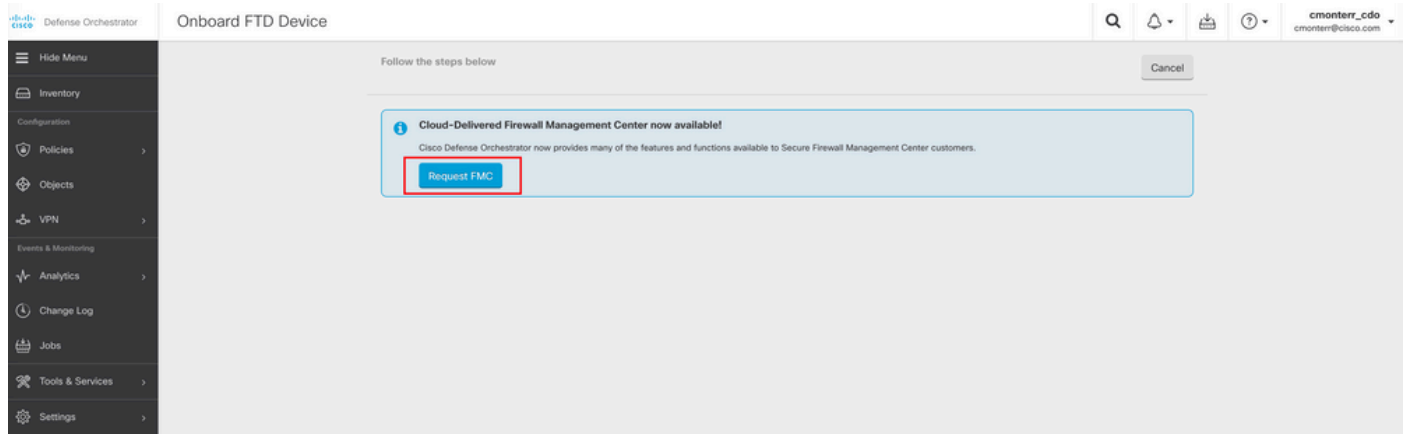 cisco Defense Orchestrator
Onboard FTD Device
cmonterr_cdo
cmonterr@cisco.com
Hide Menu
Inventory
Configuration
Policies
Objects
VPN
Events & Monitoring
Analytics
Change Log
Jobs
Tools & Services
Settings
Follow the steps below
Cancel
Cloud-Delivered Firewall Management Center now available!
Cisco Defense Orchestrator now provides many of the features and functions available to Secure Firewall Management Center customers.
Request FMC